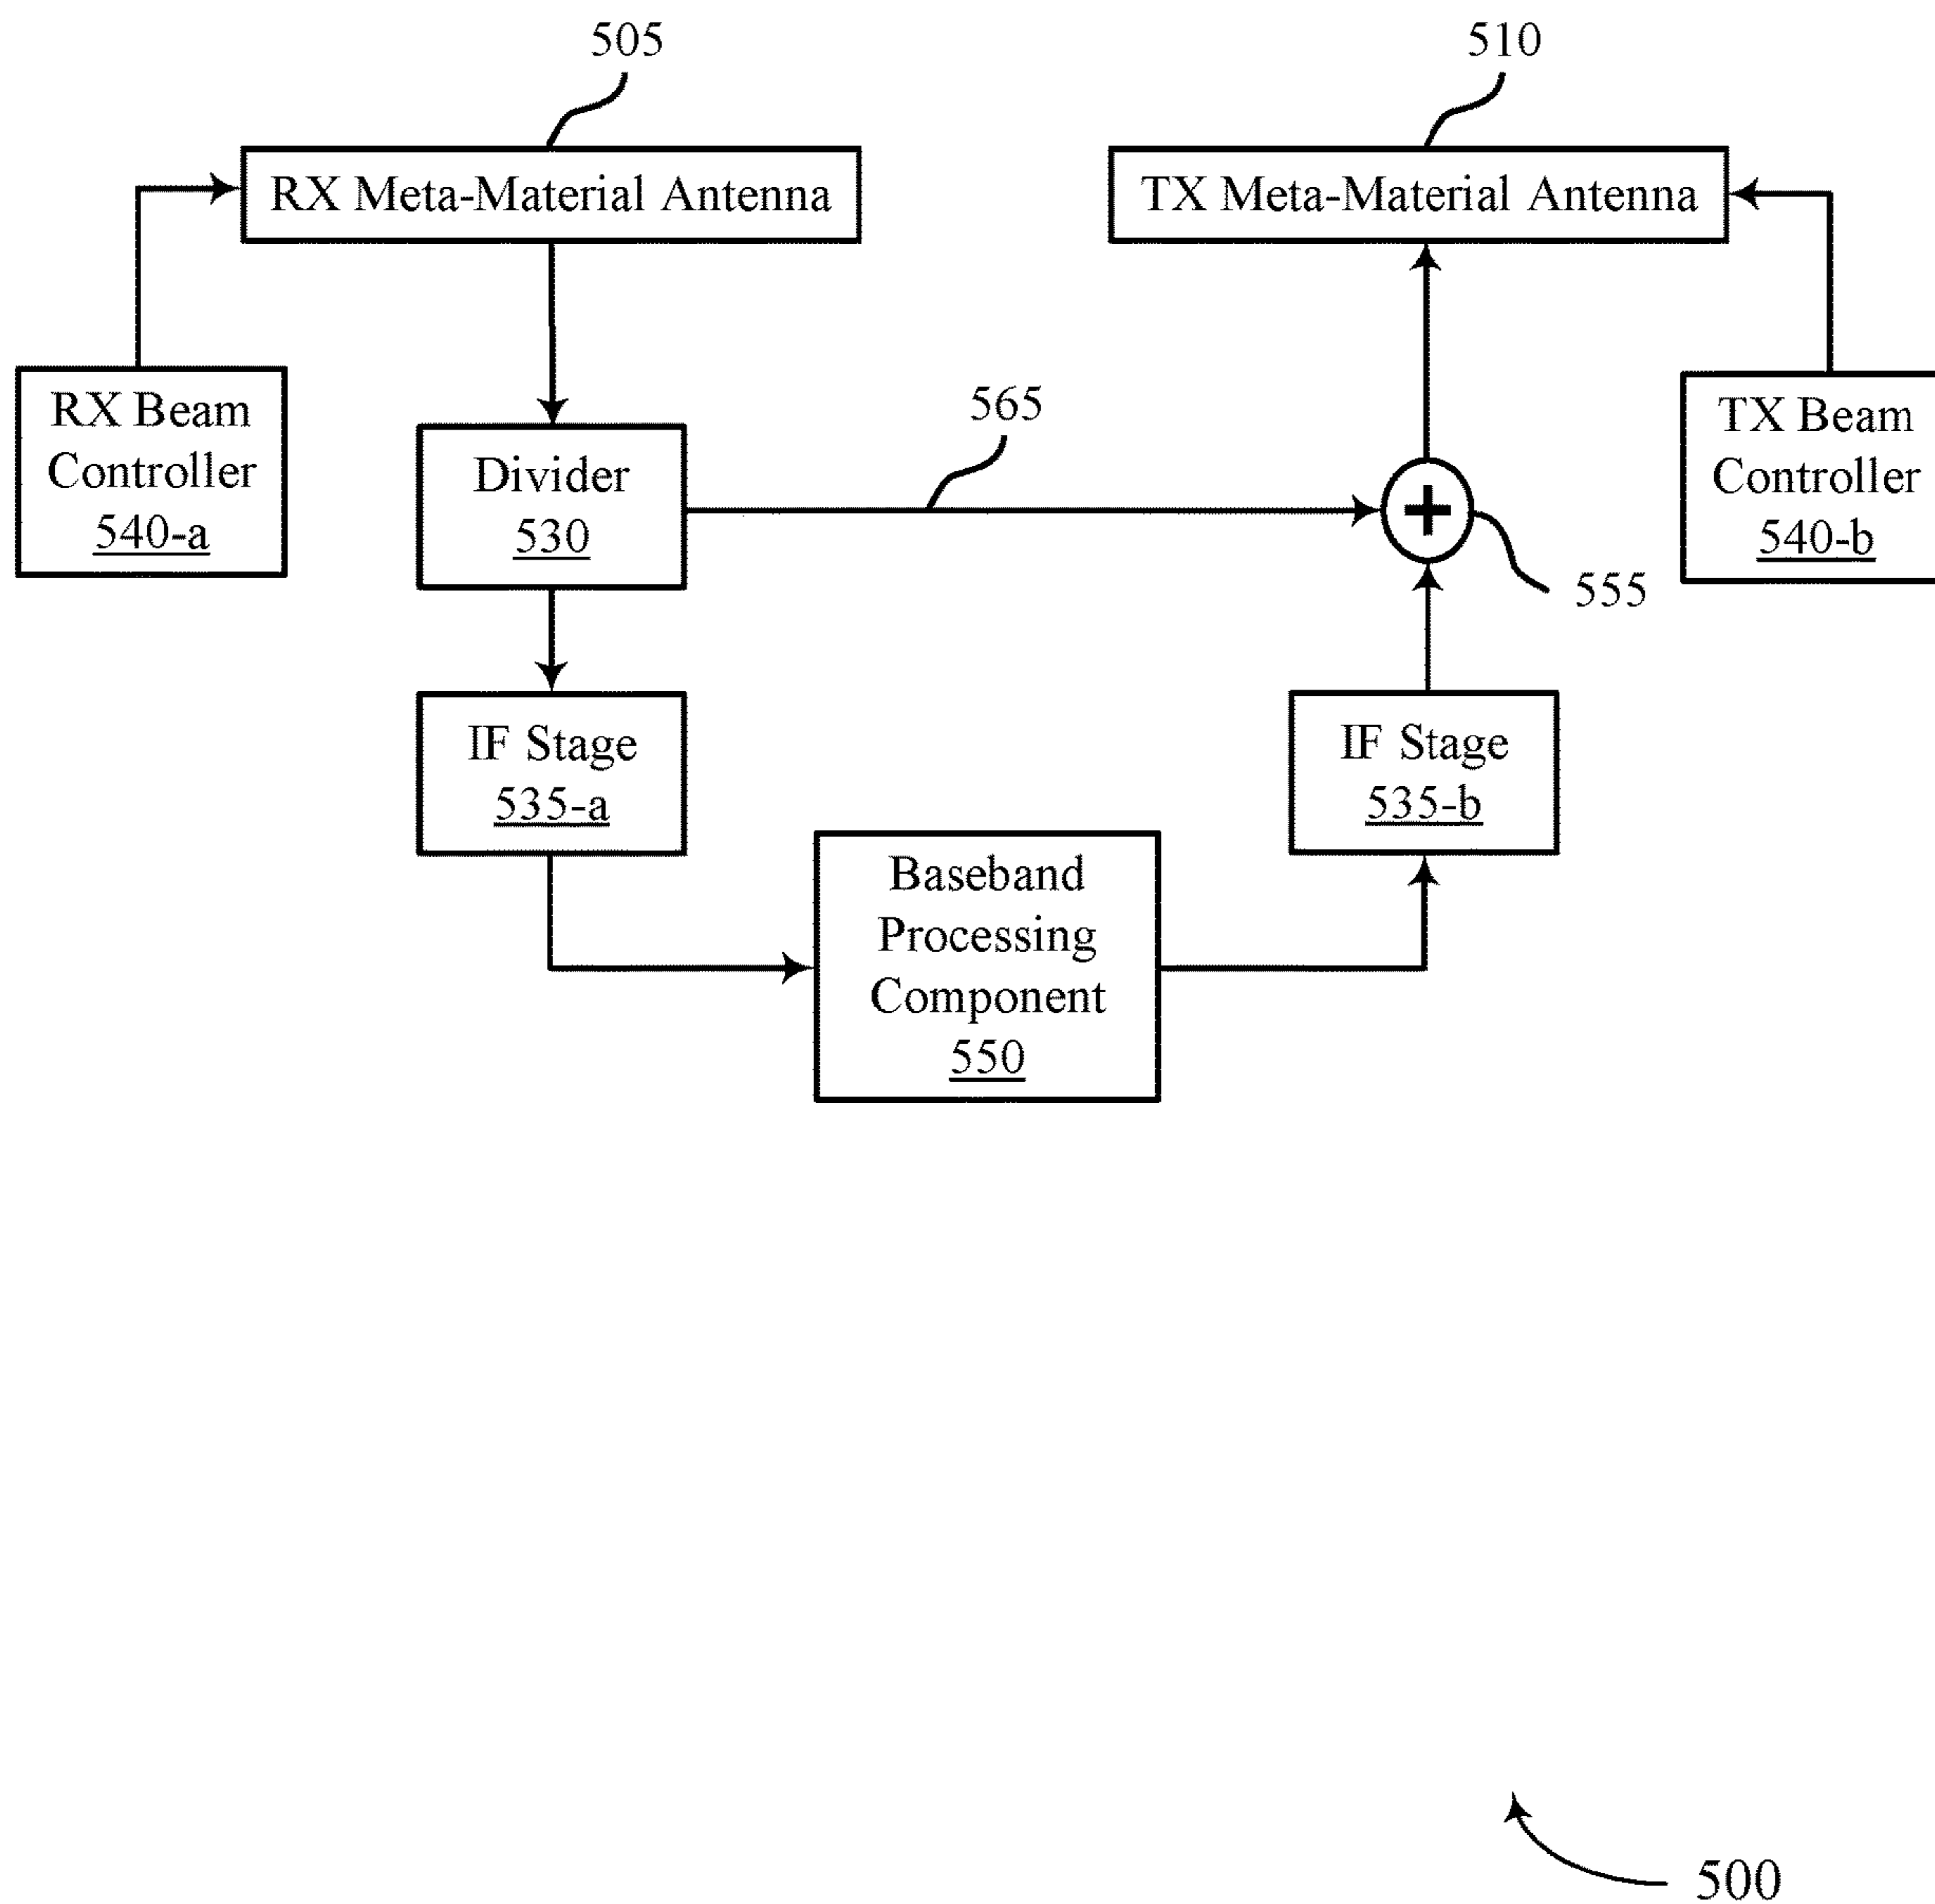 505
510
RX Meta-Material Antenna
TX Meta-Material Antenna
RX Beam
Controller
540-a
Divider
530
565
TX Beam
Controller
540-b
555
IF Stage
535-a
IF Stage
535-b
Baseband
Processing
Component
550
500